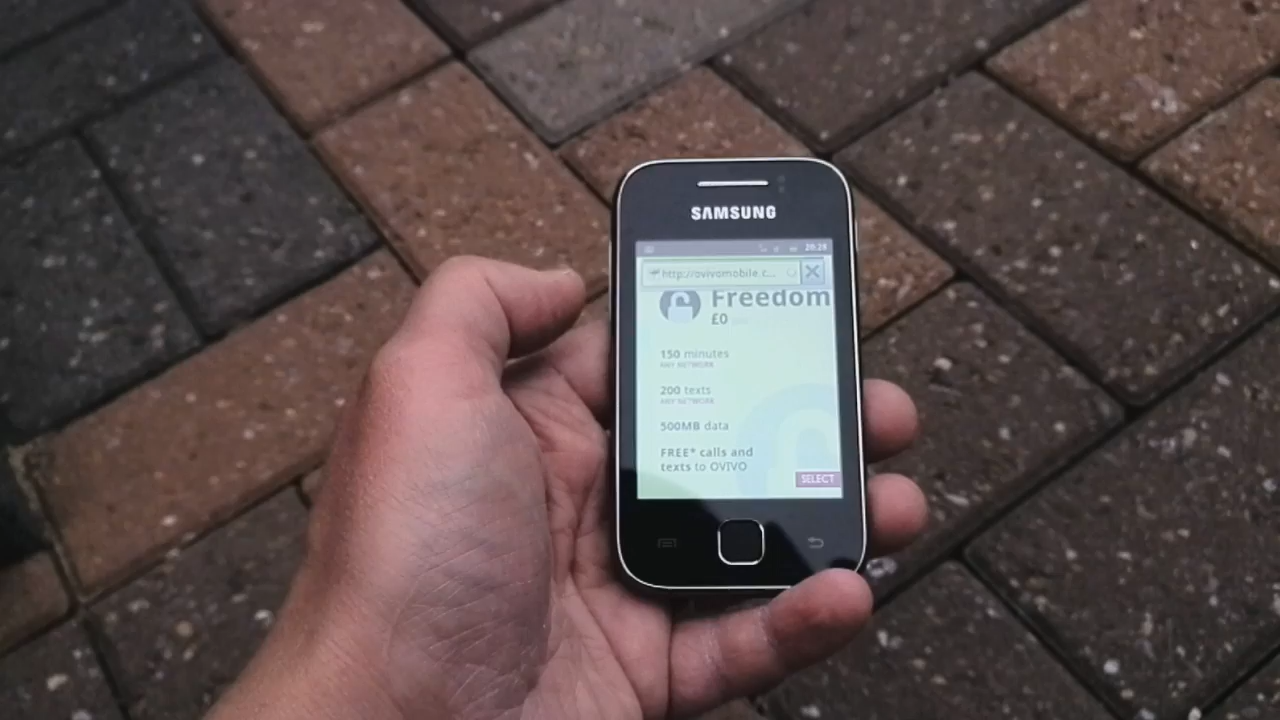 SAMSUNG
20:29
http://ovivomobile.c...
Freedom
£0
150 minutes
ANY NETWORK
200 texts
ANY NETWORK
500MB data
FREE* calls and
texts to OVIVO
SELECT